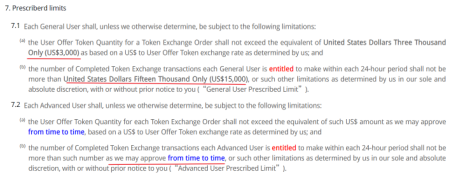 7. Prescriberd limits
7.1 Each General User shall, unless we otherwise determine, be subject to the following limitations:
(a) the User Offer Token Quantity for a Token Exchange Order shall not exceed the equivalent of United States Dollars Three Thousand
Only (US$3,000) as based on a US$ to User Offer Token exchange rate as determined by us; and
(b) the number of Completed Token Exchange transactions each General User is entitled to make within each 24-hour period shall not be
more than United States Dollars Fifteen Thousand Only (US$15,000), or such other limitations as determined by us in our sole and
absolute discretion, with or without prior notice to you ( “General User Prescribed Limit” ).
7.2 Each Advanced User shall, unless we otherwise determine, be subject to the following limitations:
(a) the User Offer Token Quantity for each Token Exchange Order shall not exceed the equivalent of such US$ amount as we may approve
from time to time, based on a US$ to User Offer Token exchange rate as determined by us; and
(b) the number of Completed Token Exchange transactions each Advanced User is entitled to make within each 24-hour period shall not be
more than such number as we may approve from time to time, or such other limitations as determined by us in our sole and absolute
discretion, with or without prior notice to you ( “Advanced User Prescribed Limit” ).